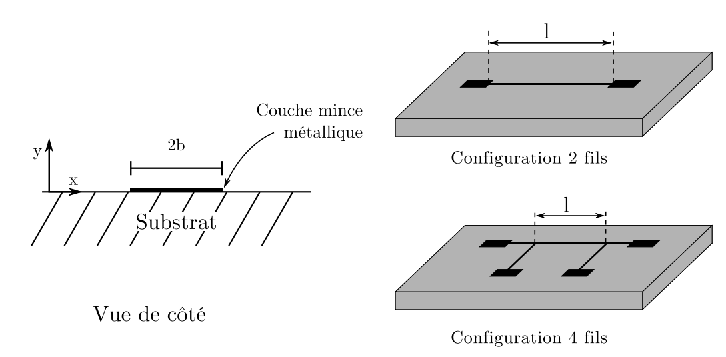 Couche mince
métallique
2b
y
x
Substrat
Vue de côté
l
Configuration 2 fils
l
Configuration 4 fils